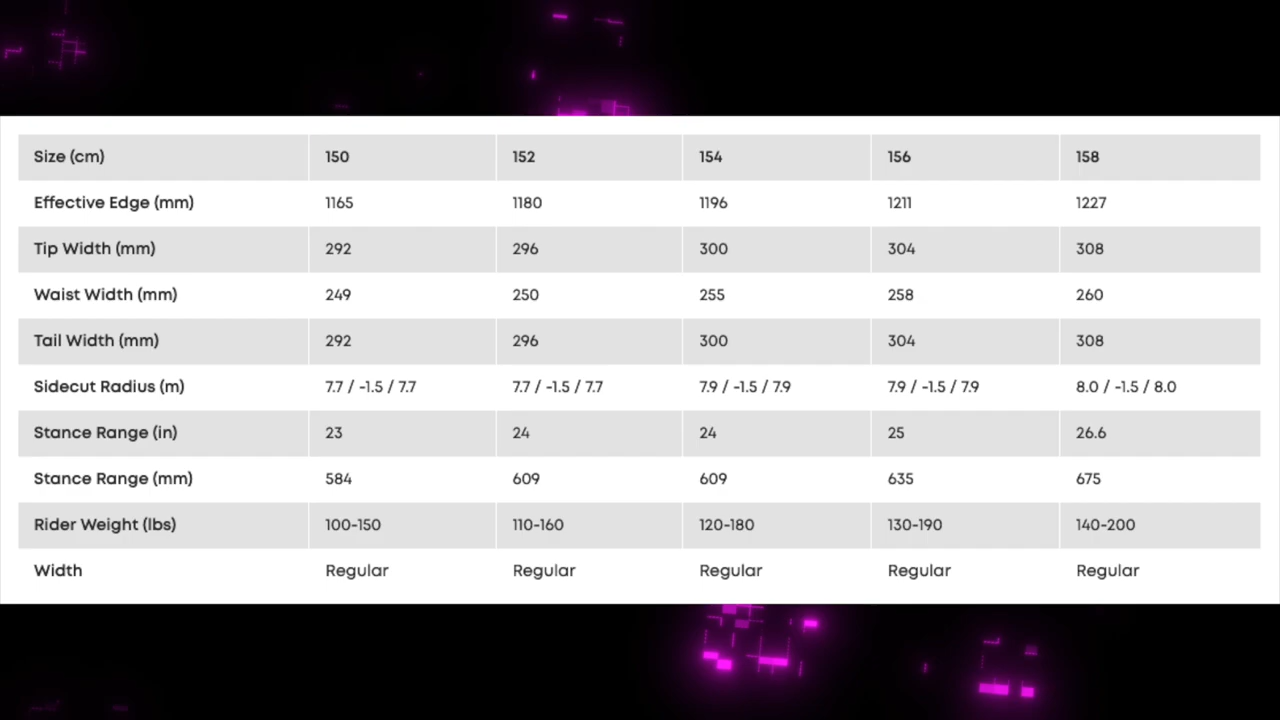 Size (cm) 150 152 154 156 158
Effective Edge (mm) 1165 1180 1196 1211 1227
Tip Width (mm) 292 296 300 304 308
Waist Width (mm) 249 250 255 258 260
Tail Width (mm) 292 296 300 304 308
Sidecut Radius (m) 7.7 / -1.5 / 7.7 7.7 / -1.5 / 7.7 7.9 / -1.5 / 7.9 7.9 / -1.5 / 7.9 8.0 / -1.5 / 8.0
Stance Range (in) 23 24 24 25 26.6
Stance Range (mm) 584 609 609 635 675
Rider Weight (lbs) 100-150 110-160 120-180 130-190 140-200
Width Regular Regular Regular Regular Regular